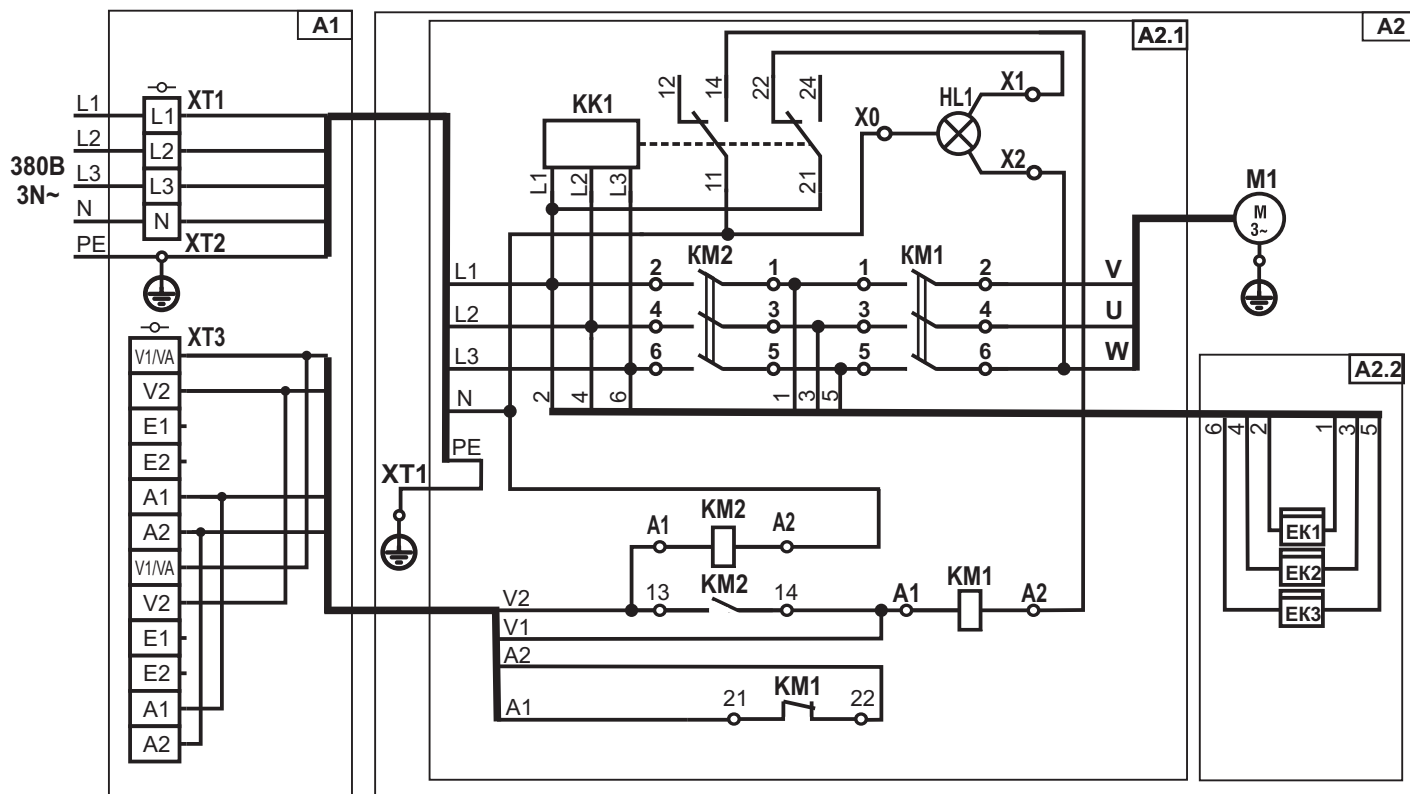 A1
A2
A2.1
L1
L1
XT1
L2
L2
380В
3N~
L3
L3
N
N
PE
XT2
XT3
V1/VA
V2
E1
E2
A1
A2
V1/VA
V2
E1
E2
A1
A2
KK1
12
14
22
24
11
21
L1
L2
L3
X0
HL1
X1
X2
M1
M
3~
KM2
KM1
L1
2
1
1
2
V
L2
4
3
3
4
U
L3
6
5
5
6
W
N
2
4
6
1
3
5
PE
XT1
A2.2
6
4
2
1
3
5
EK1
EK2
EK3
A1
KM2
A2
V2
13
KM2
14
A1
KM1
A2
V1
A2
A1
21
KM1
22